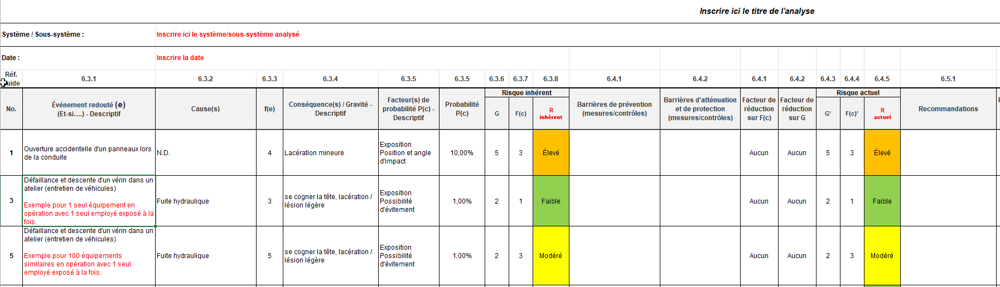 Inscrire ici le titre de l'analyse
Système / Sous-système :
Inscrire ici le système/sous-système analysé
Date :
Inscrire la date
Réf.
uide
6.3.1
6.3.2
6.3.3
6.3.4
6.3.5
6.3.5
6.3.6
6.3.7
6.3.8
6.4.1
6.4.2
6.4.1
6.4.2
6.4.3
6.4.4
6.4.5
6.5.1
No.
Événement redouté (e)
(Et-si….) - Descriptif
Cause(s)
f(e)
Conséquence(s) / Gravité -
Descriptif
Facteur(s) de
probabilité P(c) -
Descriptif
Probabilité
P(c)
Risque inhérent
G
F(c)
R
inhérent
Barrières de prévention
(mesures/contrôles)
Barrières d'atténuation
et de protection
(mesures/contrôles)
Facteur de
réduction
sur F(c)
Facteur de
réduction
sur G
Risque actuel
G'
F(c)'
R
actuel
Recommandations
1
Ouverture accidentelle d'un panneaux lors
de la conduite
N.D.
4
Lacération mineure
Exposition
Position et angle
d'impact
10,00%
5
3
Élevé
Aucun
Aucun
5
3
Élevé
3
Défaillance et descente d'un vérin dans un
atelier (entretien de véhicules)
Exemple pour 1 seul équipement en
opération avec 1 seul employé exposé à la
fois.
Fuite hydraulique
3
se cogner la tête, lacération /
lésion légère
Exposition
Possibilité
d'évitement
1,00%
2
1
Faible
Aucun
Aucun
2
1
Faible
5
Défaillance et descente d'un vérin dans un
atelier (entretien de véhicules)
Exemple pour 100 équipements
similaires en opération avec 1 seul
employé exposé à la fois.
Fuite hydraulique
5
se cogner la tête, lacération /
lésion légère
Exposition
Possibilité
d'évitement
1,00%
2
3
Modéré
Aucun
Aucun
2
3
Modéré